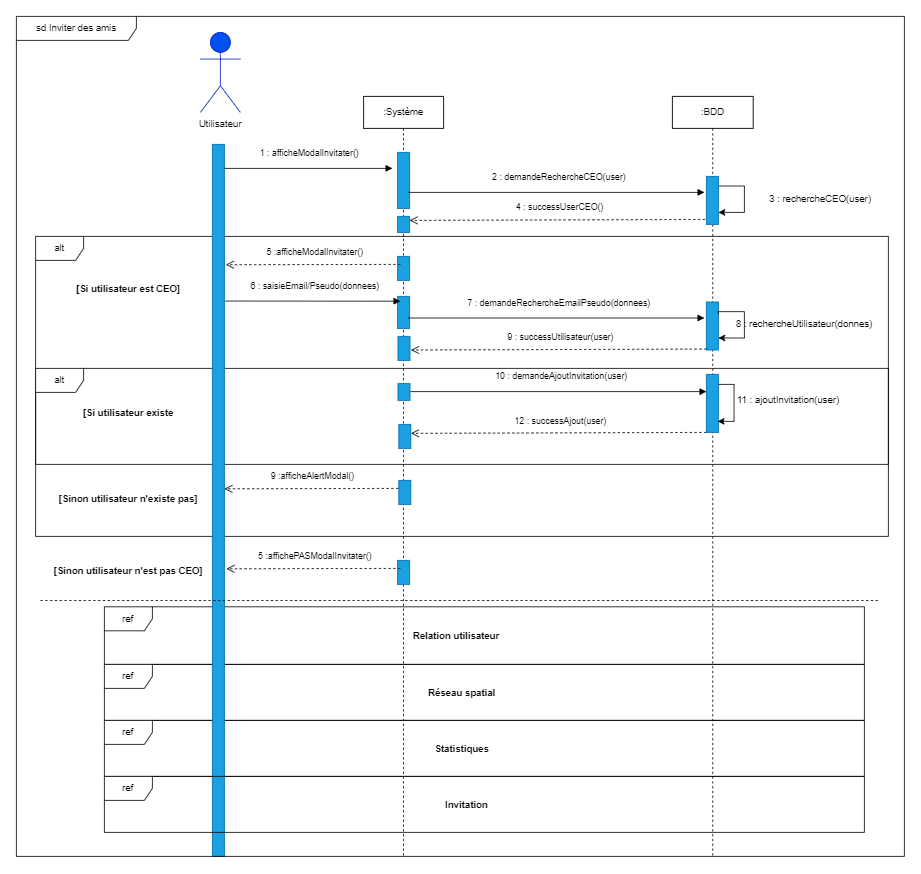 sd Inviter des amis
Utilisateur
:Système
:BDD
1 : afficheModalInvitater()
2 : demandeRechercheCEO(user)
3 : rechercheCEO(user)
4 : successUserCEO()
alt
5 :afficheModalInvitater()
[Si utilisateur est CEO]
6 : saisieEmail/Pseudo(donnees)
7 : demandeRechercheEmailPseudo(donnees)
8 : rechercheUtilisateur(donnes)
9 : successUtilisateur(user)
alt
10 : demandeAjoutInvitation(user)
11 : ajoutInvitation(user)
[Si utilisateur existe
12 : successAjout(user)
9 :afficheAlertModal()
[Sinon utilisateur n'existe pas]
5 :affichePASModalInvitater()
[Sinon utilisateur n'est pas CEO]
ref
Relation utilisateur
ref
Réseau spatial
ref
Statistiques
ref
Invitation